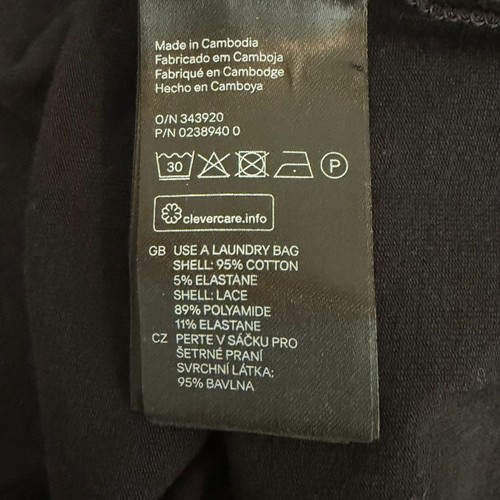 Made in Cambodia
Fabricado em Camboja
Fabriqué en Cambodge
Hecho en Camboya
O/N 343920
P/N 0238940 0
30 P
clevercare.info
GB USE A LAUNDRY BAG
SHELL: 95% COTTON
5% ELASTANE
SHELL: LACE
89% POLYAMIDE
11% ELASTANE
CZ PERTE V SÁČKU PRO
ŠETRNÉ PRANÍ
SVRCHNÍ LÁTKA:
95% BAVLNA